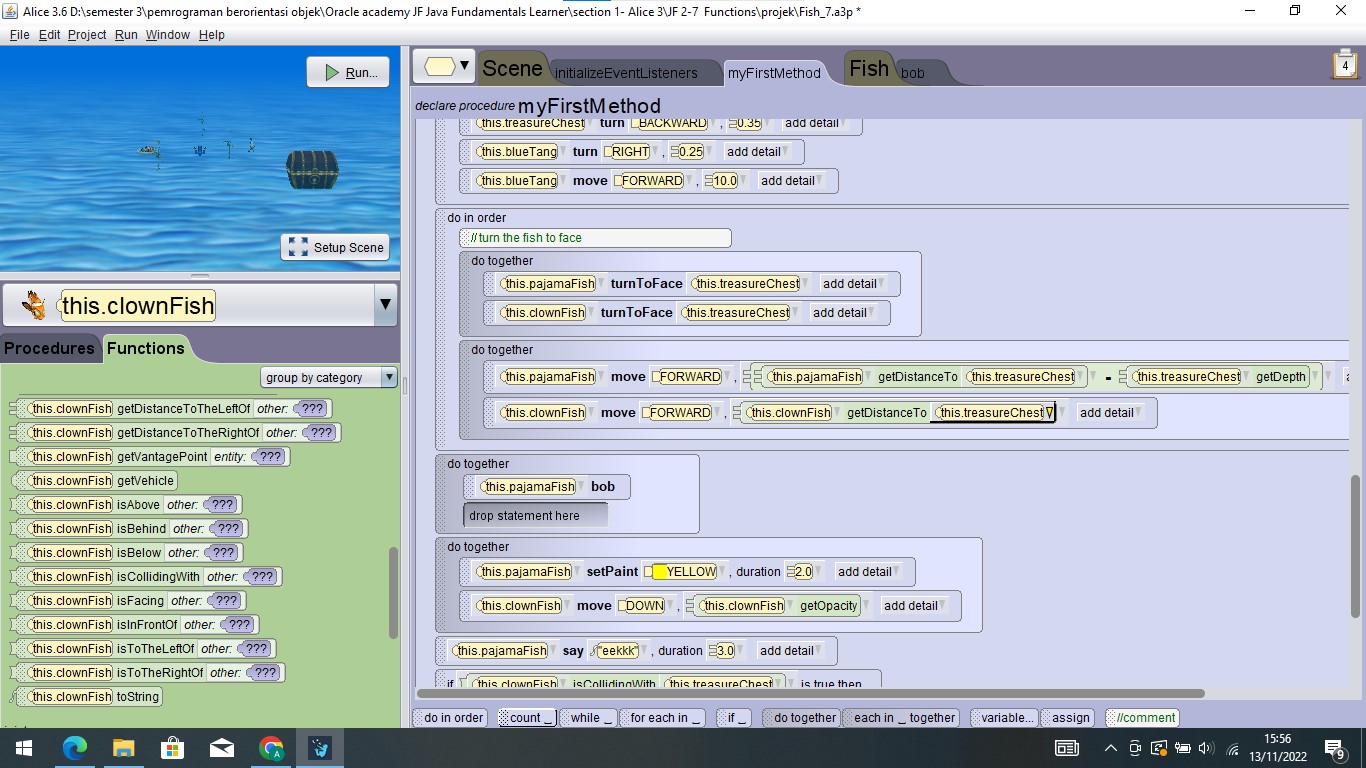 Alice 3.6 D:\semester 3\pemrograman berorientasi objek\Oracle academy JF Java Fundamentals Learner\section 1- Alice 3\JF 2-7 Functions\projek\Fish_7.a3p *
File Edit Project Run Window Help
Run...
Setup Scene
this.clownFish
Procedures Functions
group by category
this.clownFish getDistanceToTheLeftOf other: ???
this.clownFish getDistanceToTheRightOf other: ???
this.clownFish getVantagePoint entity: ???
this.clownFish getVehicle
this.clownFish isAbove other: ???
this.clownFish isBehind other: ???
this.clownFish isBelow other: ???
this.clownFish isCollidingWith other: ???
this.clownFish isFacing other: ???
this.clownFish isInFrontOf other: ???
this.clownFish isToTheLeftOf other: ???
this.clownFish isToTheRightOf other: ???
this.clownFish toString
Scene initializeEventListeners myFirstMethod Fish bob
4
declare procedure myFirstMethod
this.treasureChest turn BACKWARD , 0.35 add detail
this.blueTang turn RIGHT , 0.25 add detail
this.blueTang move FORWARD , 10.0 add detail
do in order
//turn the fish to face
do together
this.pajamaFish turnToFace this.treasureChest add detail
this.clownFish turnToFace this.treasureChest add detail
do together
this.pajamaFish move FORWARD , this.pajamaFish getDistanceTo this.treasureChest - this.treasureChest getDepth
this.clownFish move FORWARD , this.clownFish getDistanceTo this.treasureChest add detail
do together
this.pajamaFish bob
drop statement here
do together
this.pajamaFish setPaint YELLOW , duration 2.0 add detail
this.clownFish move DOWN , this.clownFish getOpacity add detail
this.pajamaFish say "eekkk" , duration 3.0 add detail
if this.clownFish isCollidingWith this.treasureChest is true then
do in order count _ while _ for each in _ if _ do together each in _ together variable... assign //comment
15:56
13/11/2022
9